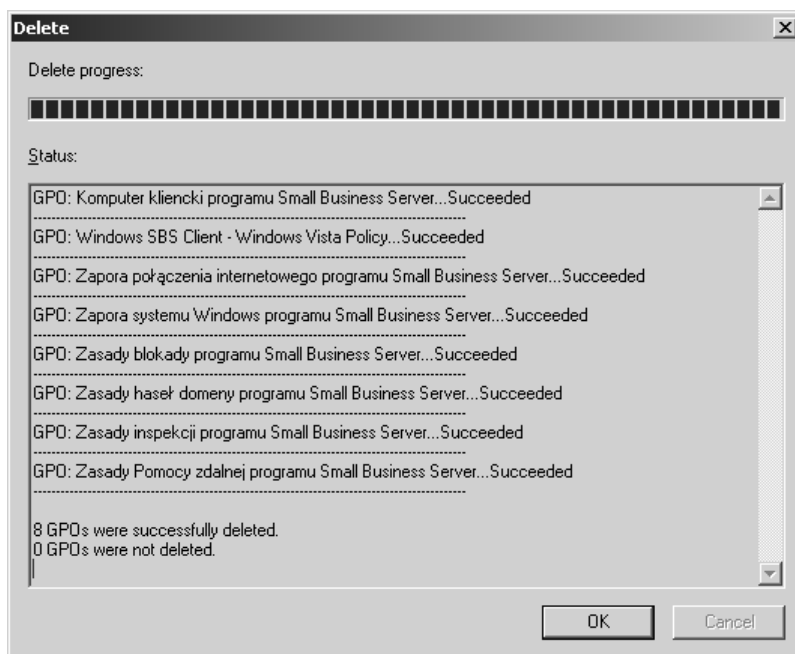 Delete
Delete progress:
Status:
GPO: Komputer kliencki programu Small Business Server...Succeeded
--------------------------------------------------------------------------------
GPO: Windows SBS Client - Windows Vista Policy...Succeeded
--------------------------------------------------------------------------------
GPO: Zapora połączenia internetowego programu Small Business Server...Succeeded
--------------------------------------------------------------------------------
GPO: Zapora systemu Windows programu Small Business Server...Succeeded
--------------------------------------------------------------------------------
GPO: Zasady blokady programu Small Business Server...Succeeded
--------------------------------------------------------------------------------
GPO: Zasady haseł domeny programu Small Business Server...Succeeded
--------------------------------------------------------------------------------
GPO: Zasady inspekcji programu Small Business Server...Succeeded
--------------------------------------------------------------------------------
GPO: Zasady Pomocy zdalnej programu Small Business Server...Succeeded
--------------------------------------------------------------------------------
8 GPOs were successfully deleted.
0 GPOs were not deleted.
OK
Cancel